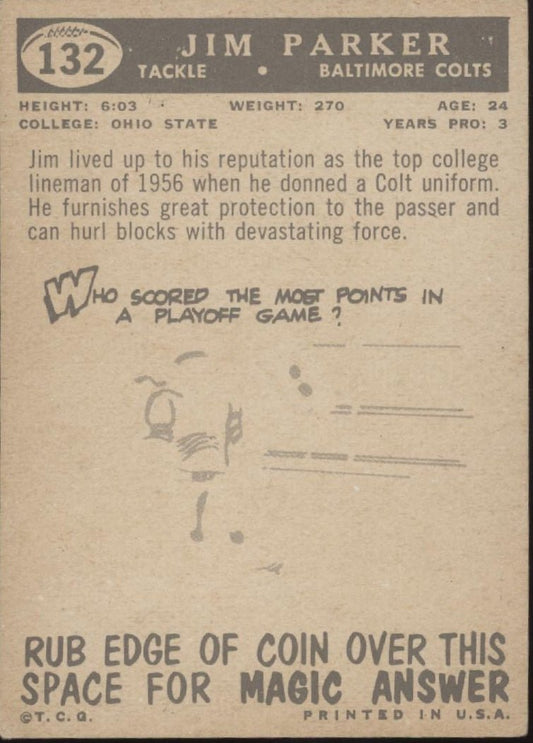 132
JIM PARKER
TACKLE • BALTIMORE COLTS
HEIGHT: 6:03 WEIGHT: 270 AGE: 24
COLLEGE: OHIO STATE YEARS PRO: 3
Jim lived up to his reputation as the top college
lineman of 1956 when he donned a Colt uniform.
He furnishes great protection to the passer and
can hurl blocks with devastating force.
WHO SCORED THE MOST POINTS IN
A PLAYOFF GAME?
RUB EDGE OF COIN OVER THIS
SPACE FOR MAGIC ANSWER
©T. C. G. PRINTED IN U.S.A.